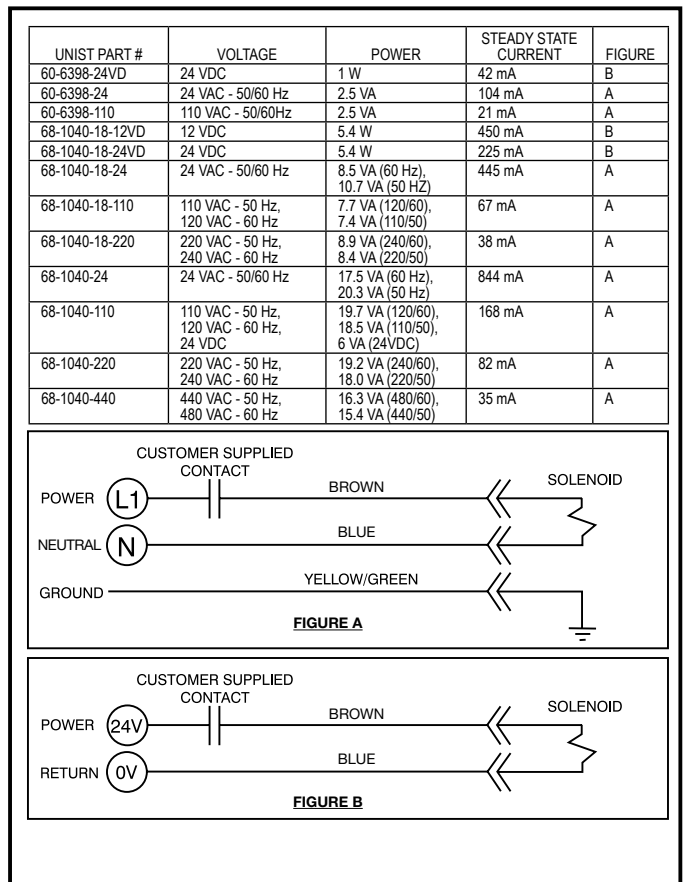 UNIST PART # VOLTAGE POWER STEADY STATE CURRENT FIGURE
60-6398-24VD 24 VDC 1 W 42 mA B
60-6398-24 24 VAC - 50/60 Hz 2.5 VA 104 mA A
60-6398-110 110 VAC - 50/60Hz 2.5 VA 21 mA A
68-1040-18-12VD 12 VDC 5.4 W 450 mA B
68-1040-18-24VD 24 VDC 5.4 W 225 mA B
68-1040-18-24 24 VAC - 50/60 Hz 8.5 VA (60 Hz), 445 mA A
10.7 VA (50 HZ)
68-1040-18-110 110 VAC - 50 Hz, 7.7 VA (120/60), 67 mA A
120 VAC - 60 Hz 7.4 VA (110/50)
68-1040-18-220 220 VAC - 50 Hz, 8.9 VA (240/60), 38 mA A
240 VAC - 60 Hz 8.4 VA (220/50)
68-1040-24 24 VAC - 50/60 Hz 17.5 VA (60 Hz), 844 mA A
20.3 VA (50 Hz)
68-1040-110 110 VAC - 50 Hz, 19.7 VA (120/60), 168 mA A
120 VAC - 60 Hz, 18.5 VA (110/50),
24 VDC 6 VA (24VDC)
68-1040-220 220 VAC - 50 Hz, 19.2 VA (240/60) 82 mA A
240 VAC - 60 Hz 18.0 VA (220/50)
68-1040-440 440 VAC - 50 Hz, 16.3 VA (480/60), 35 mA A
480 VAC - 60 Hz 15.4 VA (440/50)
CUSTOMER SUPPLIED
CONTACT
POWER L1 BROWN SOLENOID
NEUTRAL N BLUE
GROUND YELLOW/GREEN
FIGURE A
CUSTOMER SUPPLIED
CONTACT
POWER 24V BROWN SOLENOID
RETURN 0V BLUE
FIGURE B